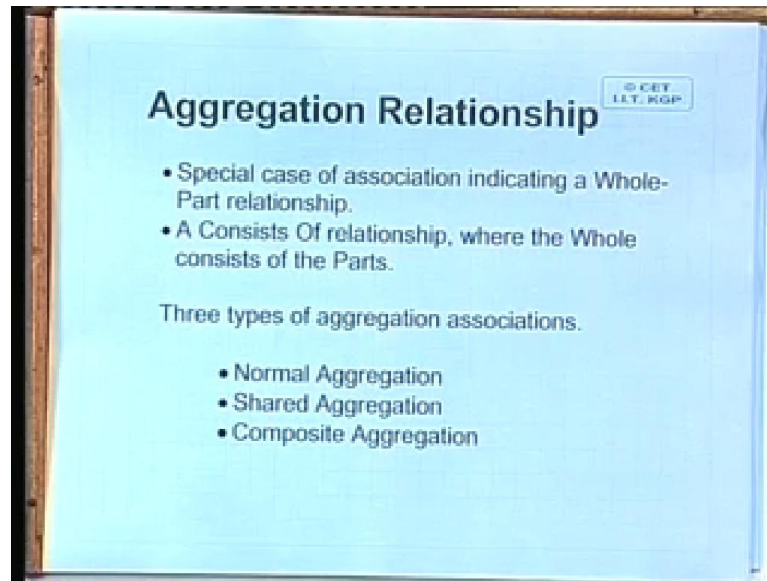 Aggregation Relationship
© CET
I.I.T. KGP
• Special case of association indicating a Whole-
Part relationship.
• A Consists Of relationship, where the Whole
consists of the Parts.
Three types of aggregation associations.
• Normal Aggregation
• Shared Aggregation
• Composite Aggregation